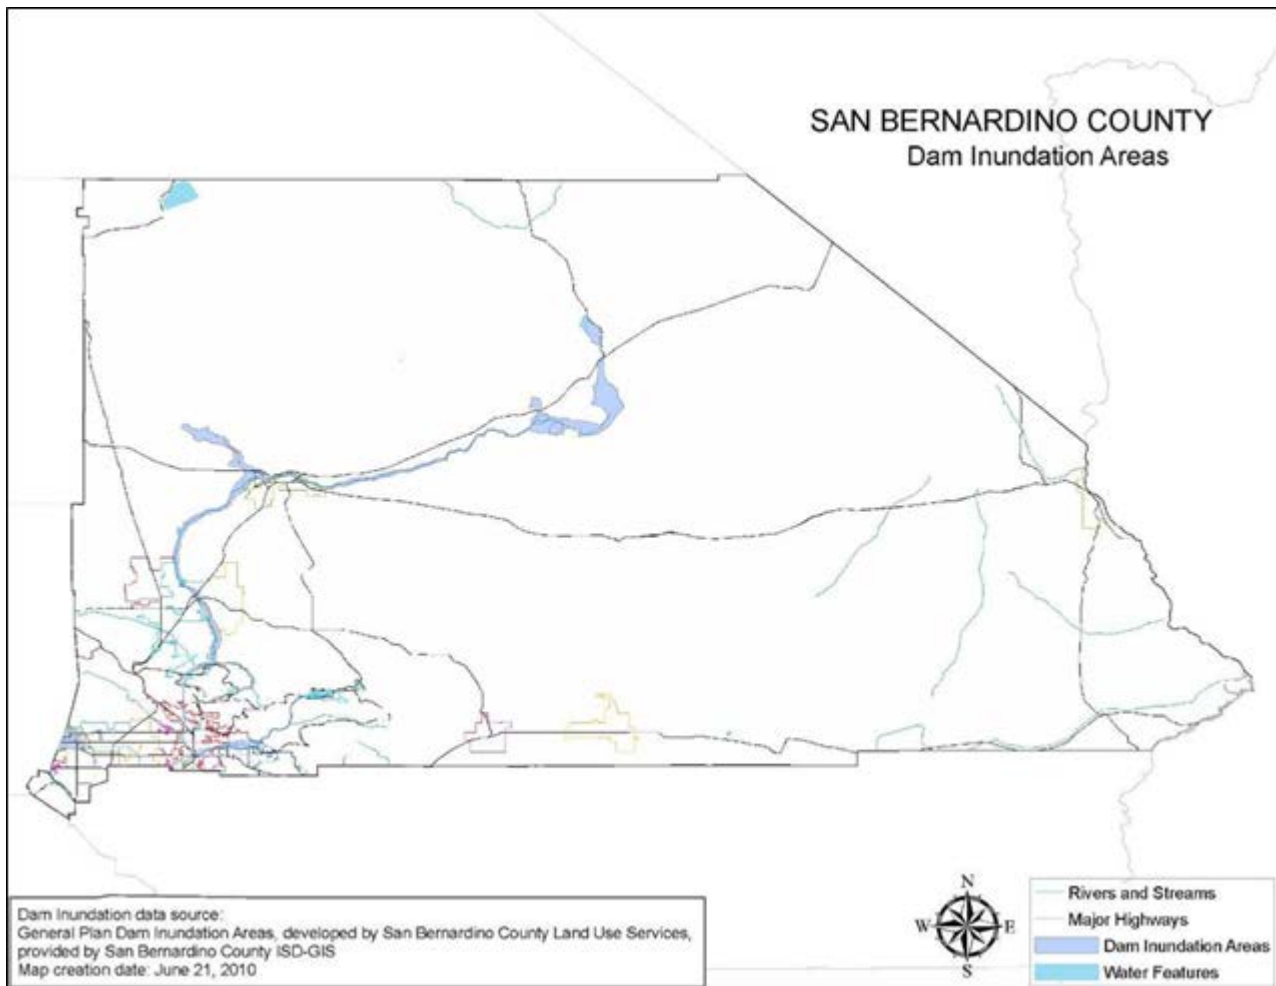 SAN BERNARDINO COUNTY
Dam Inundation Areas
N
W
E
S
Rivers and Streams
Major Highways
Dam Inundation Areas
Water Features
Dam Inundation data source:
General Plan Dam Inundation Areas, developed by San Bernardino County Land Use Services,
provided by San Bernardino County ISD-GIS
Map creation date: June 21, 2010